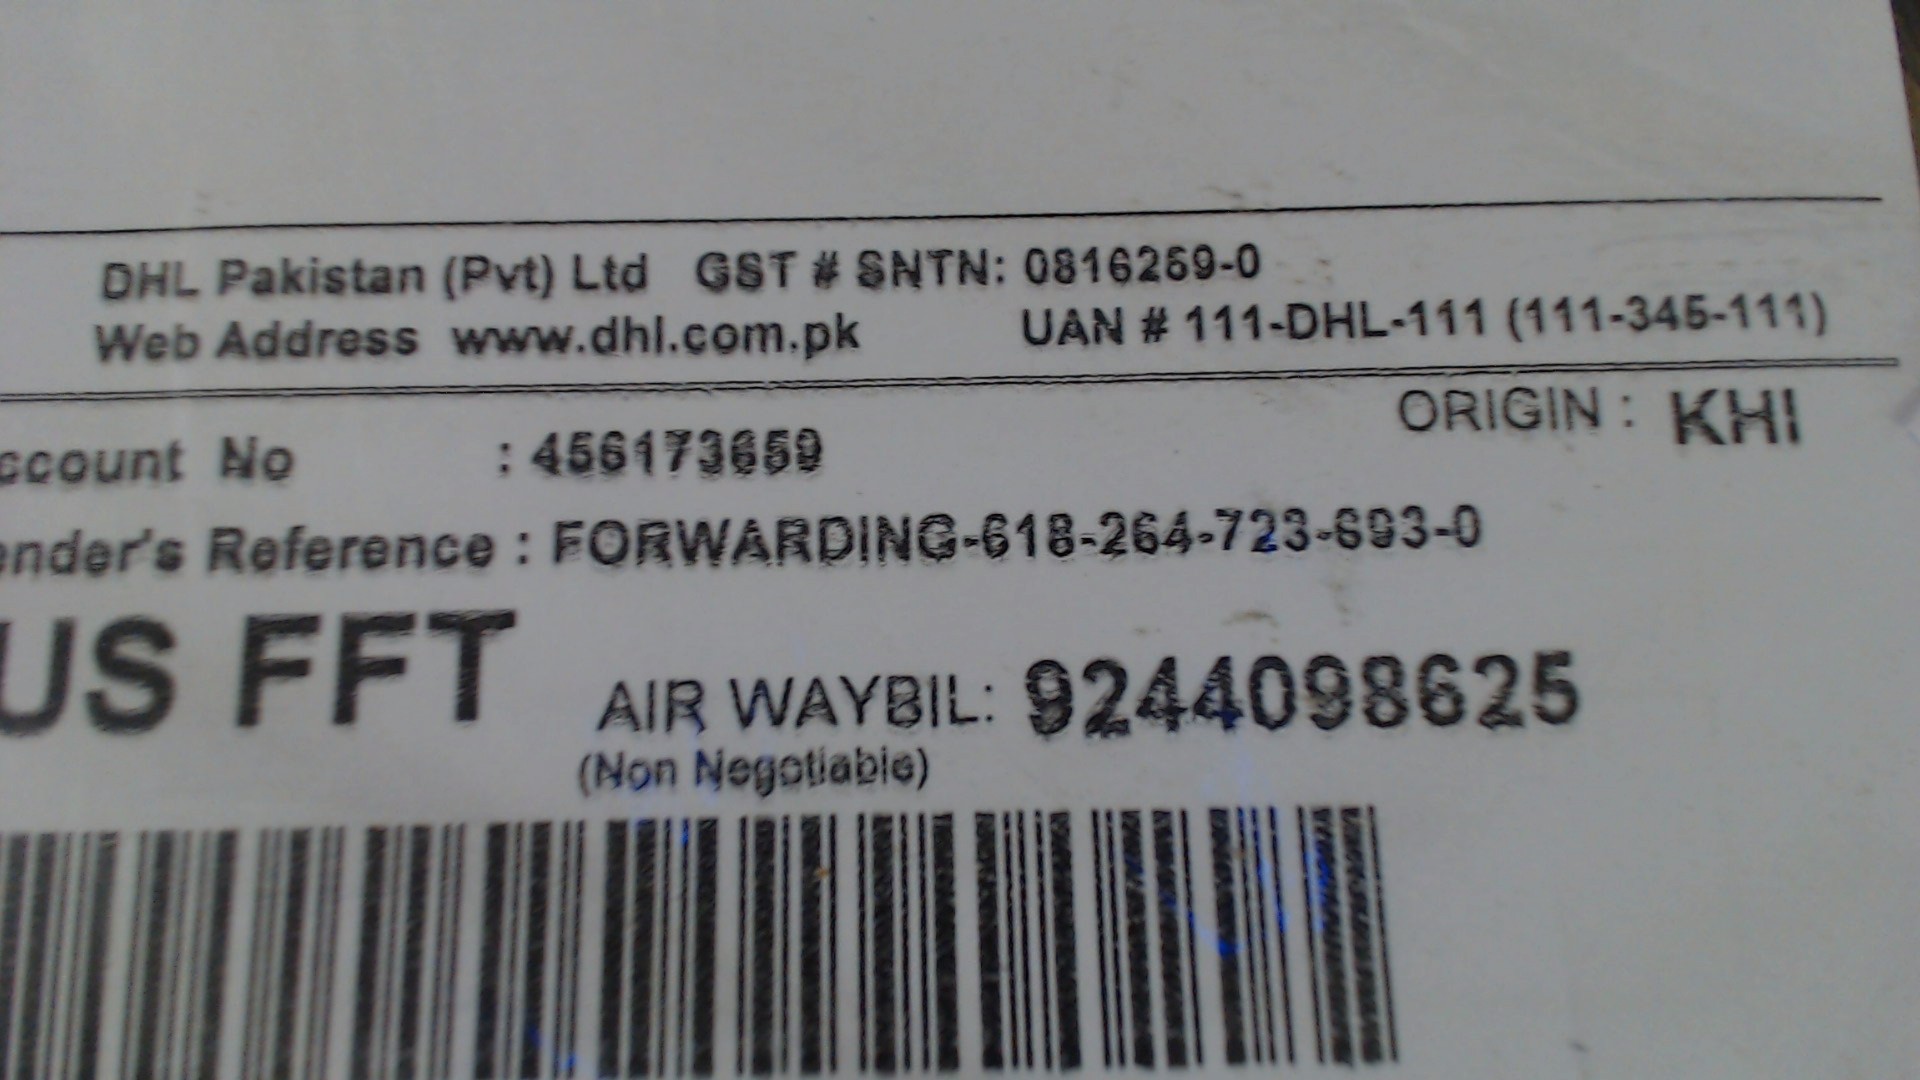 DHL Pakistan (Pvt) Ltd GST # SNTN: 0816259-0
Web Address www.dhl.com.pk UAN # 111-DHL-111 (111-345-111)
ORIGIN : KHI
ccount No : 456173659
ender's Reference : FORWARDING-618-264-723-693-0
US FFT
AIR WAYBIL: 9244098625
(Non Negotiable)